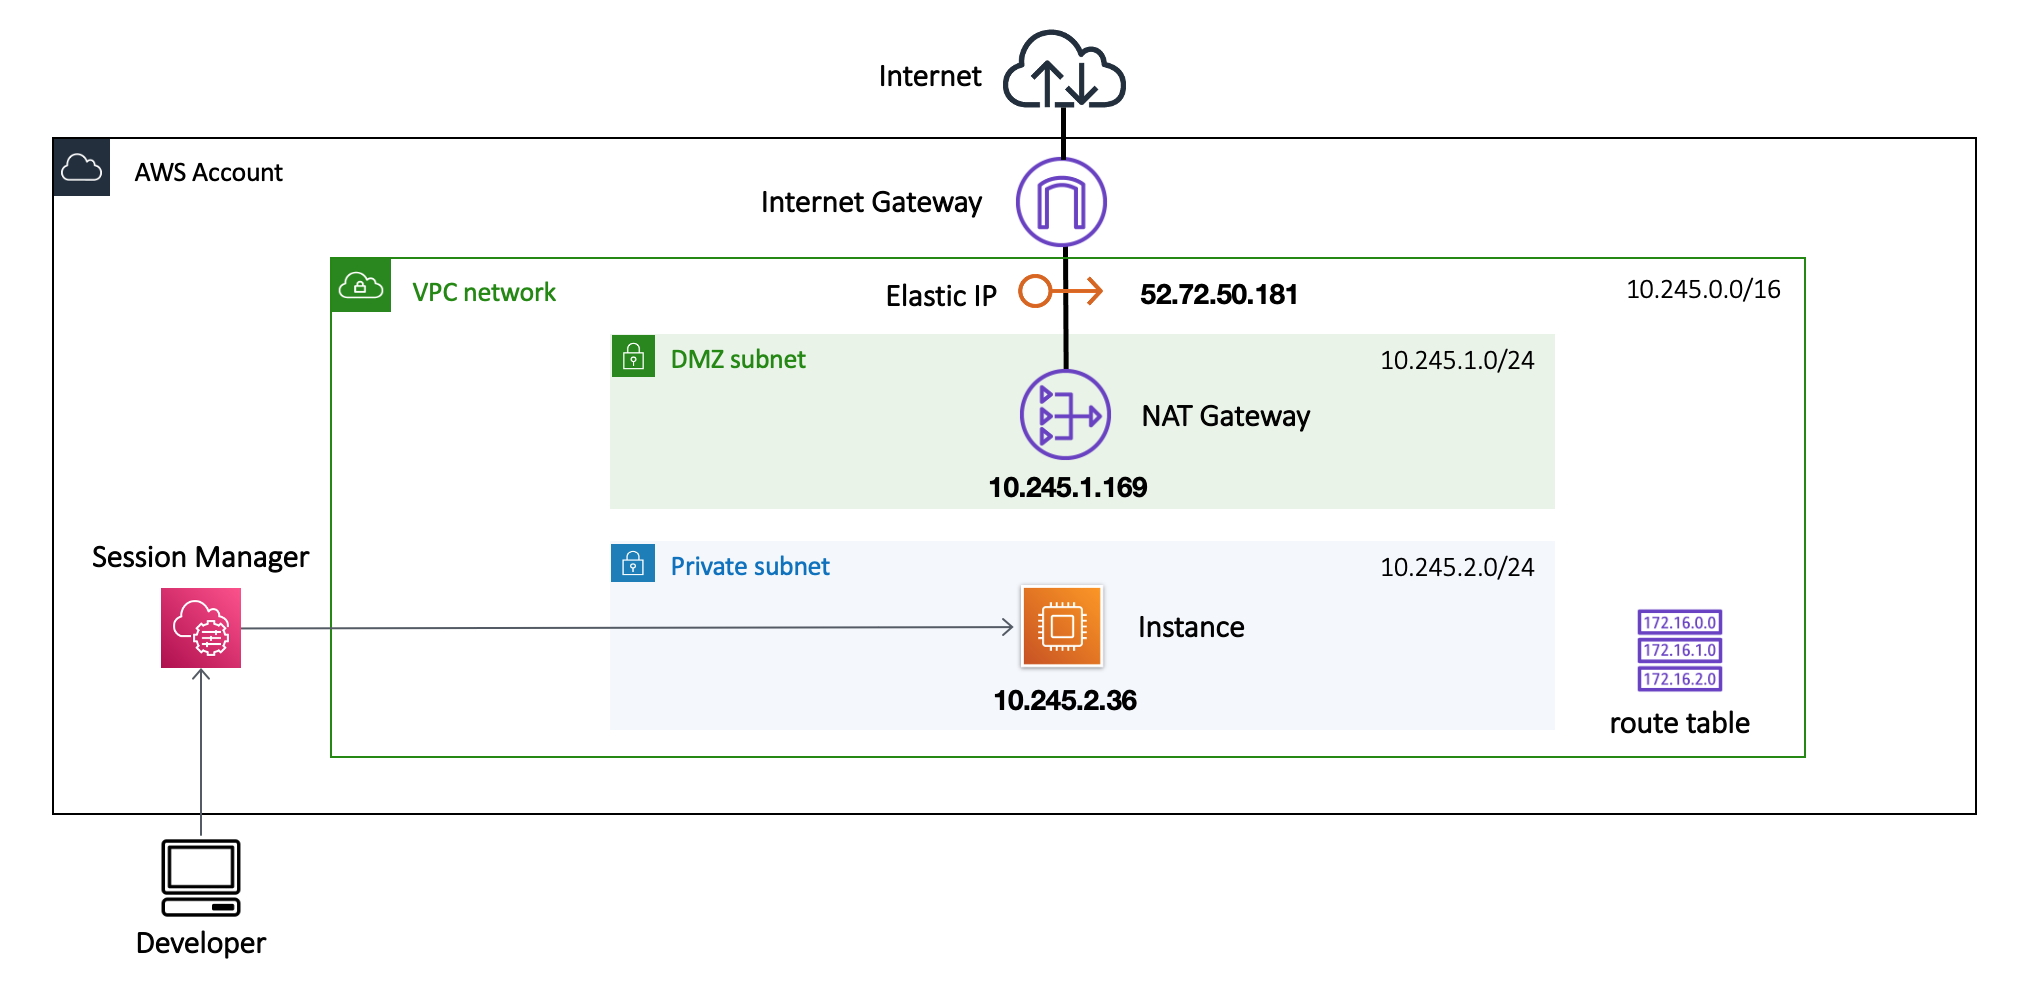 Internet
AWS Account
Internet Gateway
VPC network
Elastic IP
52.72.50.181
10.245.0.0/16
DMZ subnet
10.245.1.0/24
NAT Gateway
10.245.1.169
Session Manager
Private subnet
10.245.2.0/24
Instance
10.245.2.36
172.16.0.0
172.16.1.0
172.16.2.0
route table
Developer